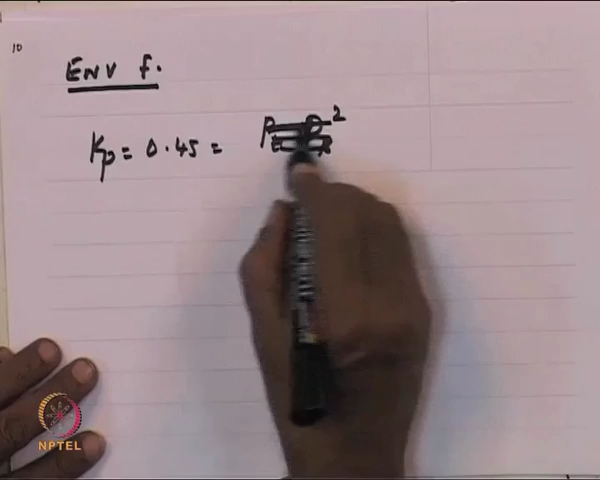 10
ENV f.
Kp = 0.45 =
2
NPTEL